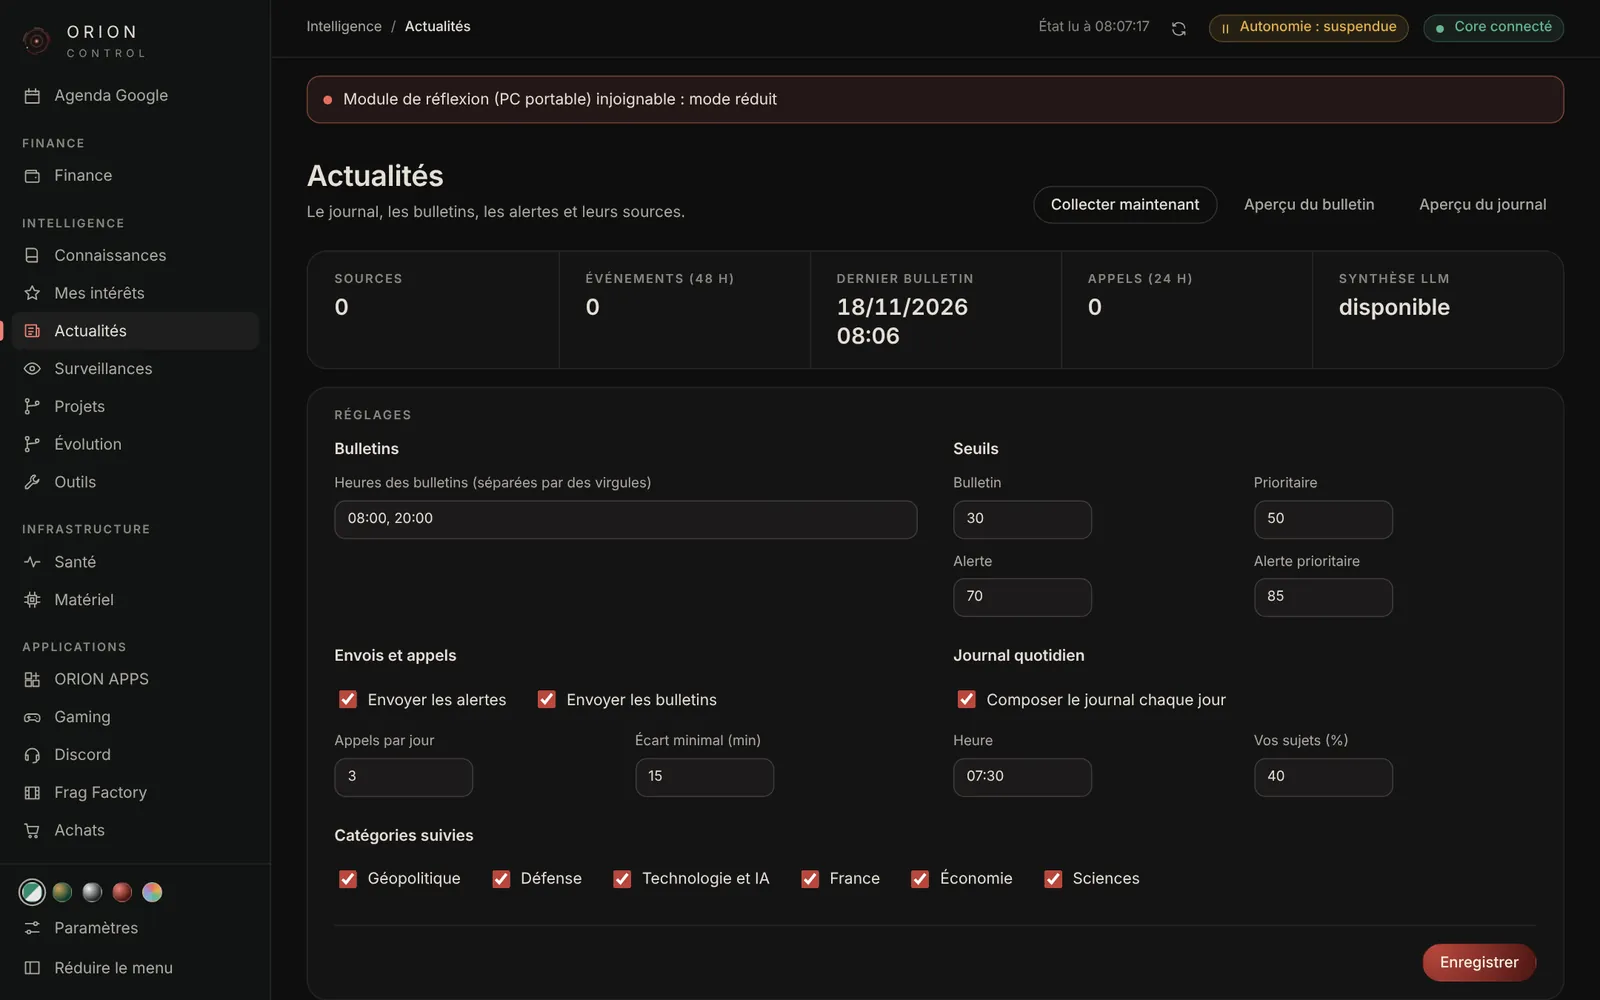 ORION
CONTROL
Agenda Google
FINANCE
Finance
INTELLIGENCE
Connaissances
Mes intérêts
Actualités
Surveillances
Projets
Évolution
Outils
INFRASTRUCTURE
Santé
Matériel
APPLICATIONS
ORION APPS
Gaming
Discord
Frag Factory
Achats
Paramètres
Réduire le menu
Intelligence / Actualités
État lu à 08:07:17
Autonomie : suspendue
Core connecté
Module de réflexion (PC portable) injoignable : mode réduit
Actualités
Le journal, les bulletins, les alertes et leurs sources.
Collecter maintenant
Aperçu du bulletin
Aperçu du journal
SOURCES
0
ÉVÉNEMENTS (48 H)
0
DERNIER BULLETIN
18/11/2026
08:06
APPELS (24 H)
0
SYNTHÈSE LLM
disponible
RÉGLAGES
Bulletins
Heures des bulletins (séparées par des virgules)
08:00, 20:00
Seuils
Bulletin
30
Prioritaire
50
Alerte
70
Alerte prioritaire
85
Envois et appels
Envoyer les alertes
Envoyer les bulletins
Appels par jour
3
Écart minimal (min)
15
Journal quotidien
Composer le journal chaque jour
Heure
07:30
Vos sujets (%)
40
Catégories suivies
Géopolitique
Défense
Technologie et IA
France
Économie
Sciences
Enregistrer